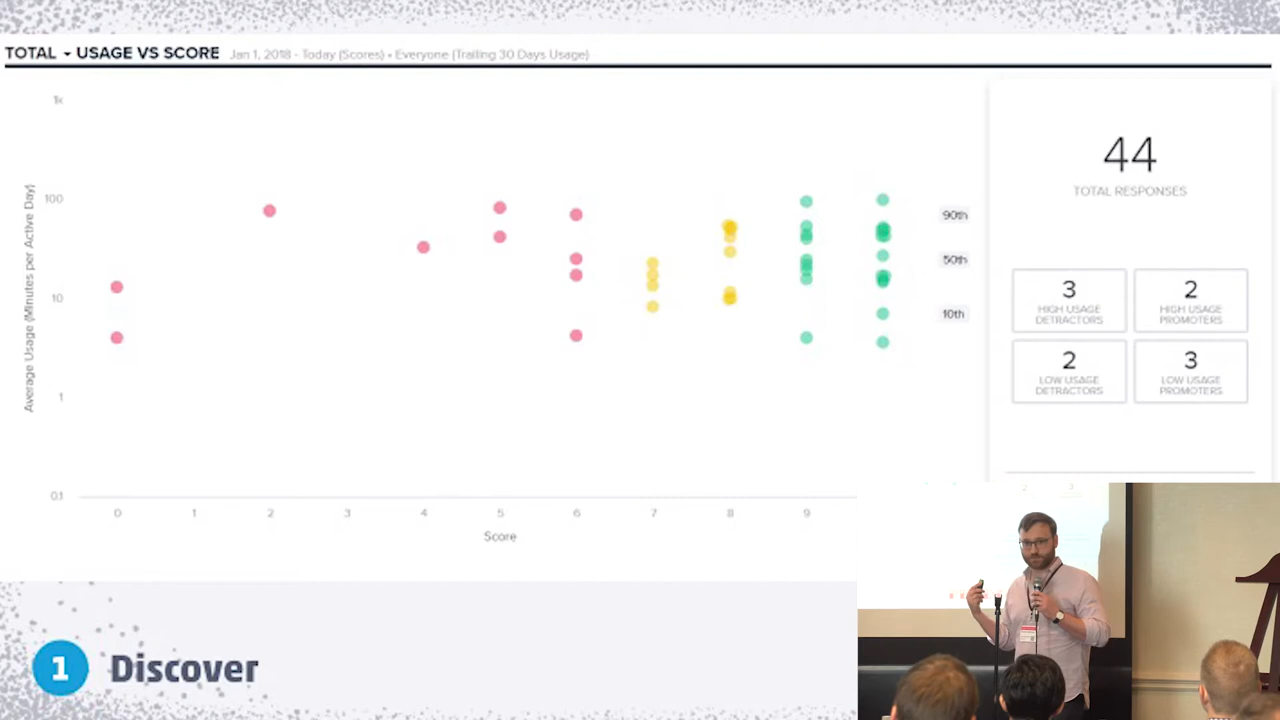 TOTAL USAGE VS SCORE Jan 1, 2018 - Today (Scores) • Everyone (Trailing 30 Days Usage)
1k
100
10
1
0.1
Average Usage (Minutes per Active Day)
0 1 2 3 4 5 6 7 8 9
Score
90th
50th
10th
44
TOTAL RESPONSES
3
HIGH USAGE
DETRACTORS
2
HIGH USAGE
PROMOTERS
2
LOW USAGE
DETRACTORS
3
LOW USAGE
PROMOTERS
2 3
1 Discover